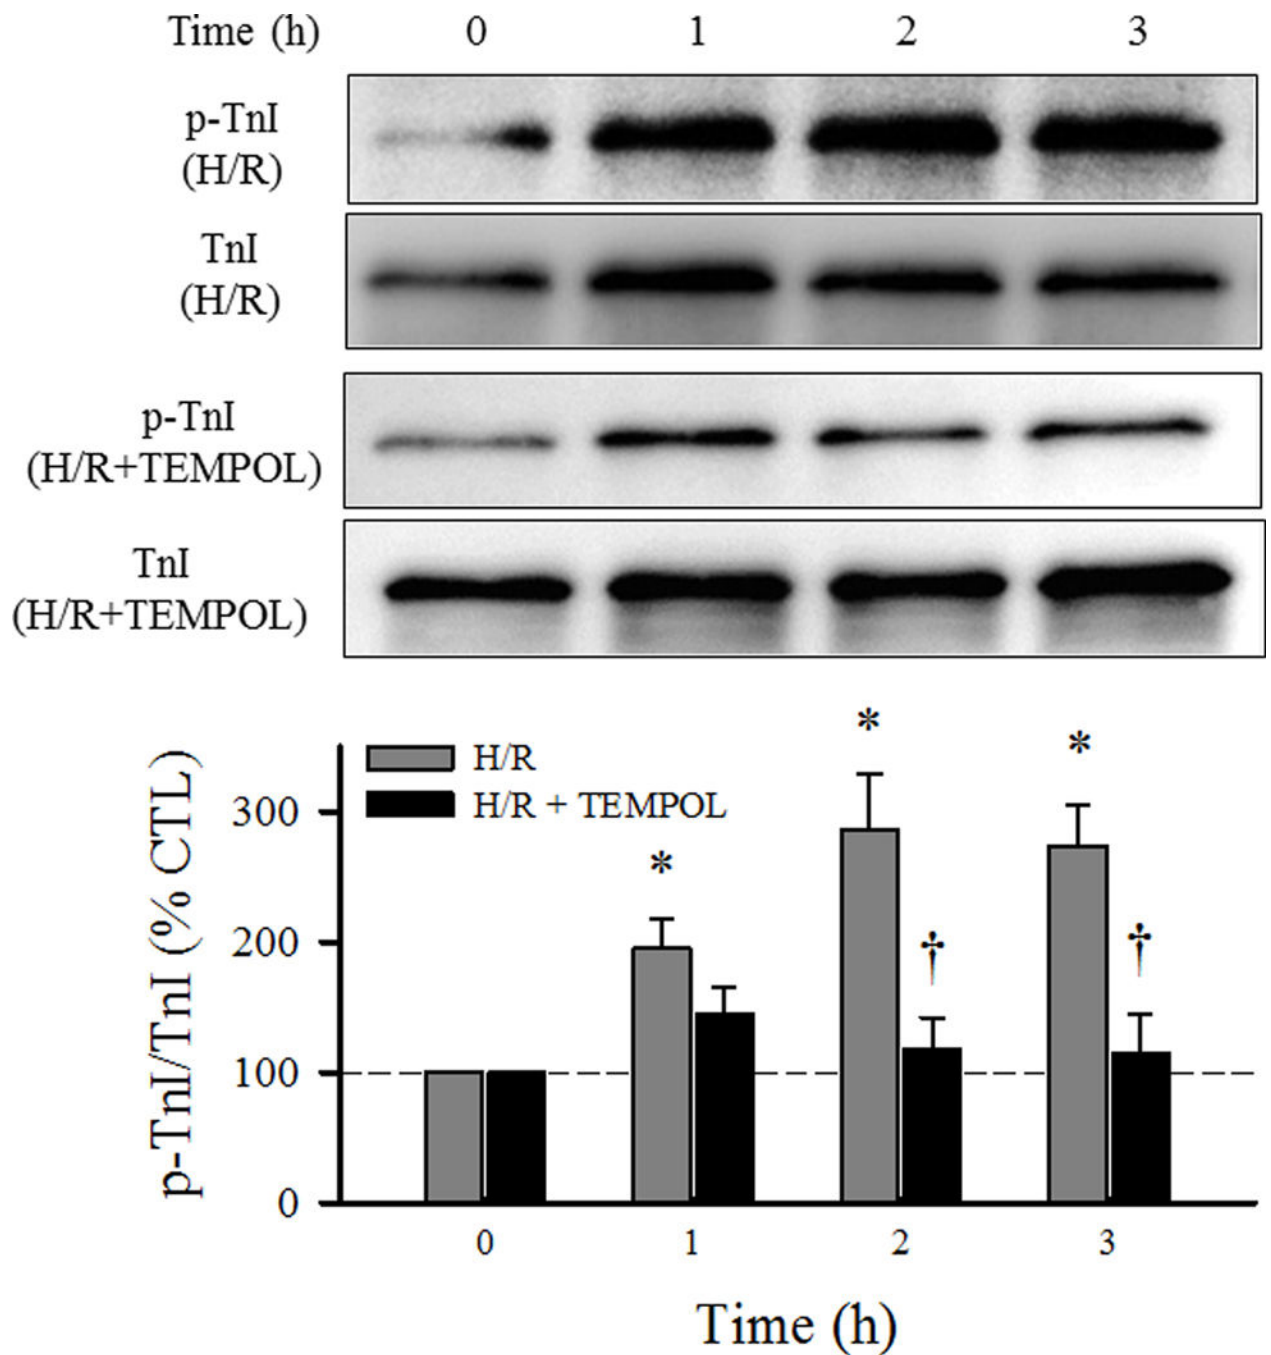 Time (h) 0 1 2 3
p-TnI
(H/R)
TnI
(H/R)
p-TnI
(H/R+TEMPOL)
TnI
(H/R+TEMPOL)
p-TnI/TnI (% CTL)
H/R
H/R + TEMPOL
300
200
100
0
* * *
† †
0 1 2 3
Time (h)